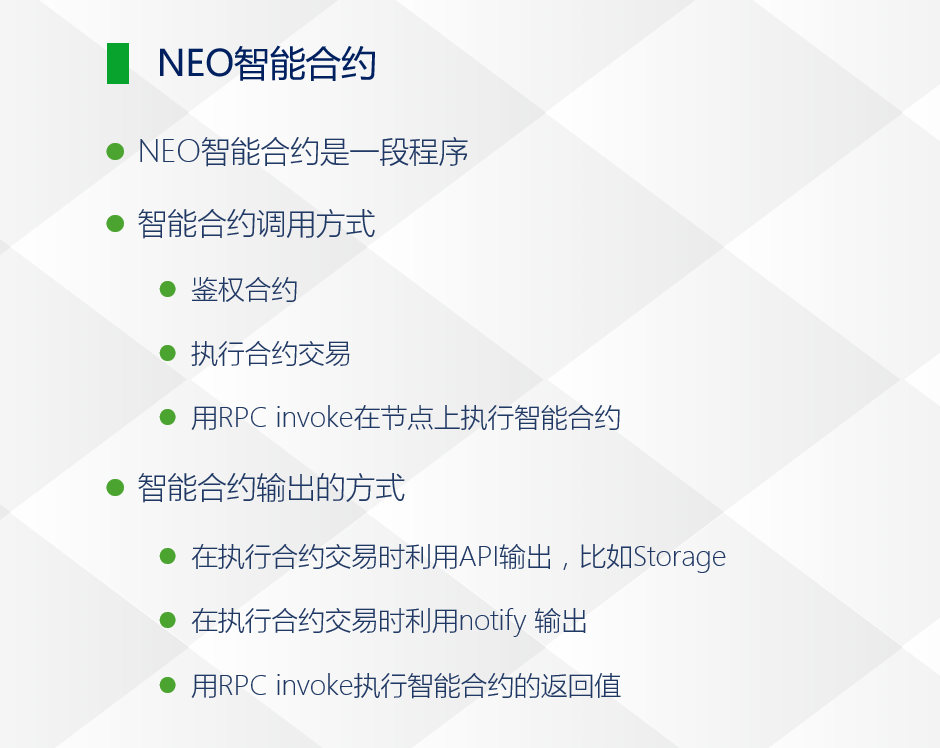 NEO智能合约
NEO智能合约是一段程序
智能合约调用方式
鉴权合约
执行合约交易
用RPC invoke在节点上执行智能合约
智能合约输出的方式
在执行合约交易时利用API输出，比如Storage
在执行合约交易时利用notify 输出
用RPC invoke执行智能合约的返回值